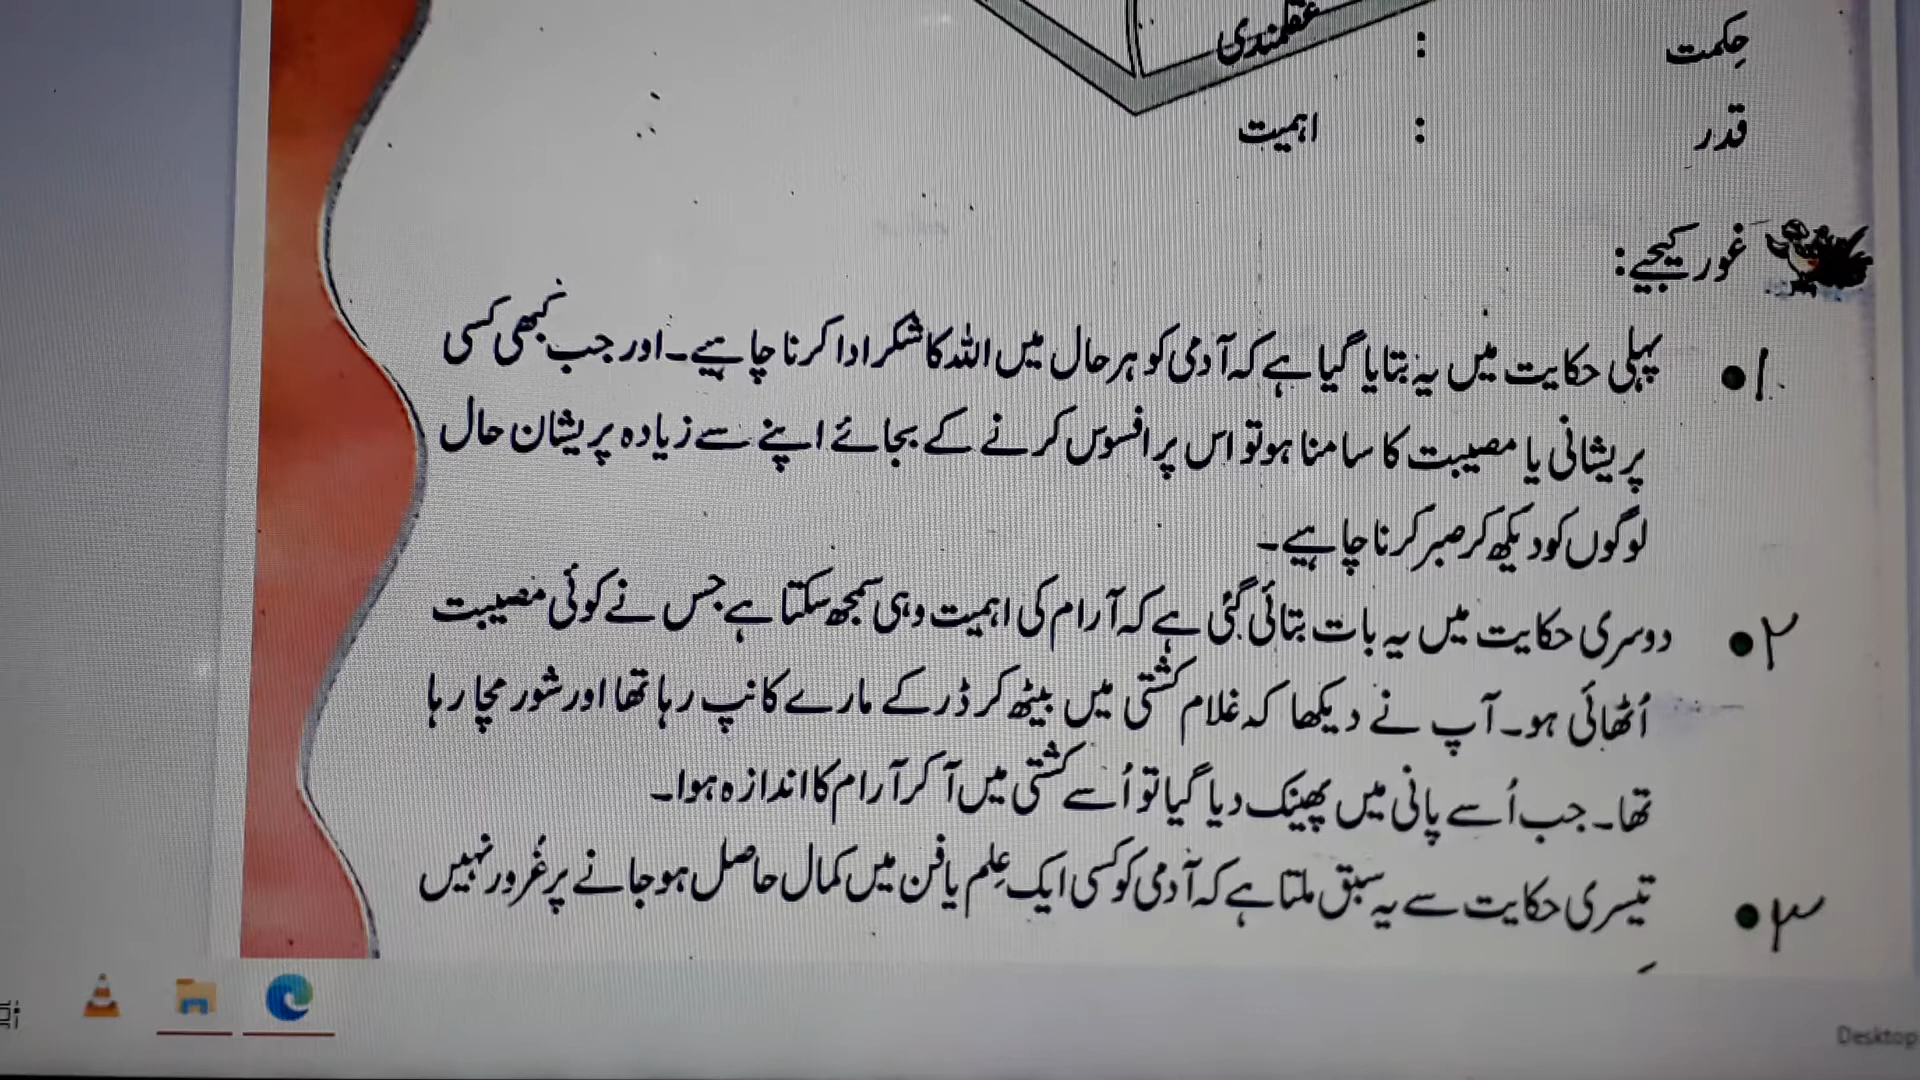 حِکمت : عقلمندی
قدر : اہمیت
غور کیجیے:
۱● پہلی حکایت میں یہ بتایا گیا ہے کہ آدمی کو ہر حال میں اللہ کا شکر ادا کرنا چاہیے۔ اور جب کبھی کسی
پریشانی یا مصیبت کا سامنا ہو تو اس پر افسوس کرنے کے بجائے اپنے سے زیادہ پریشان حال
لوگوں کو دیکھ کر صبر کرنا چاہیے۔
۲● دوسری حکایت میں یہ بات بتائی گئی ہے کہ آرام کی اہمیت وہی سمجھ سکتا ہے جس نے کوئی مصیبت
اُٹھائی ہو۔ آپ نے دیکھا کہ غلام کشتی میں بیٹھ کر ڈر کے مارے کانپ رہا تھا اور شور مچا رہا
تھا۔ جب اُسے پانی میں پھینک دیا گیا تو اُسے کشتی میں آ کر آرام کا اندازہ ہوا۔
۳● تیسری حکایت سے یہ سبق ملتا ہے کہ آدمی کو کسی ایک عِلم یا فن میں کمال حاصل ہو جانے پر غُرور نہیں
Desktop